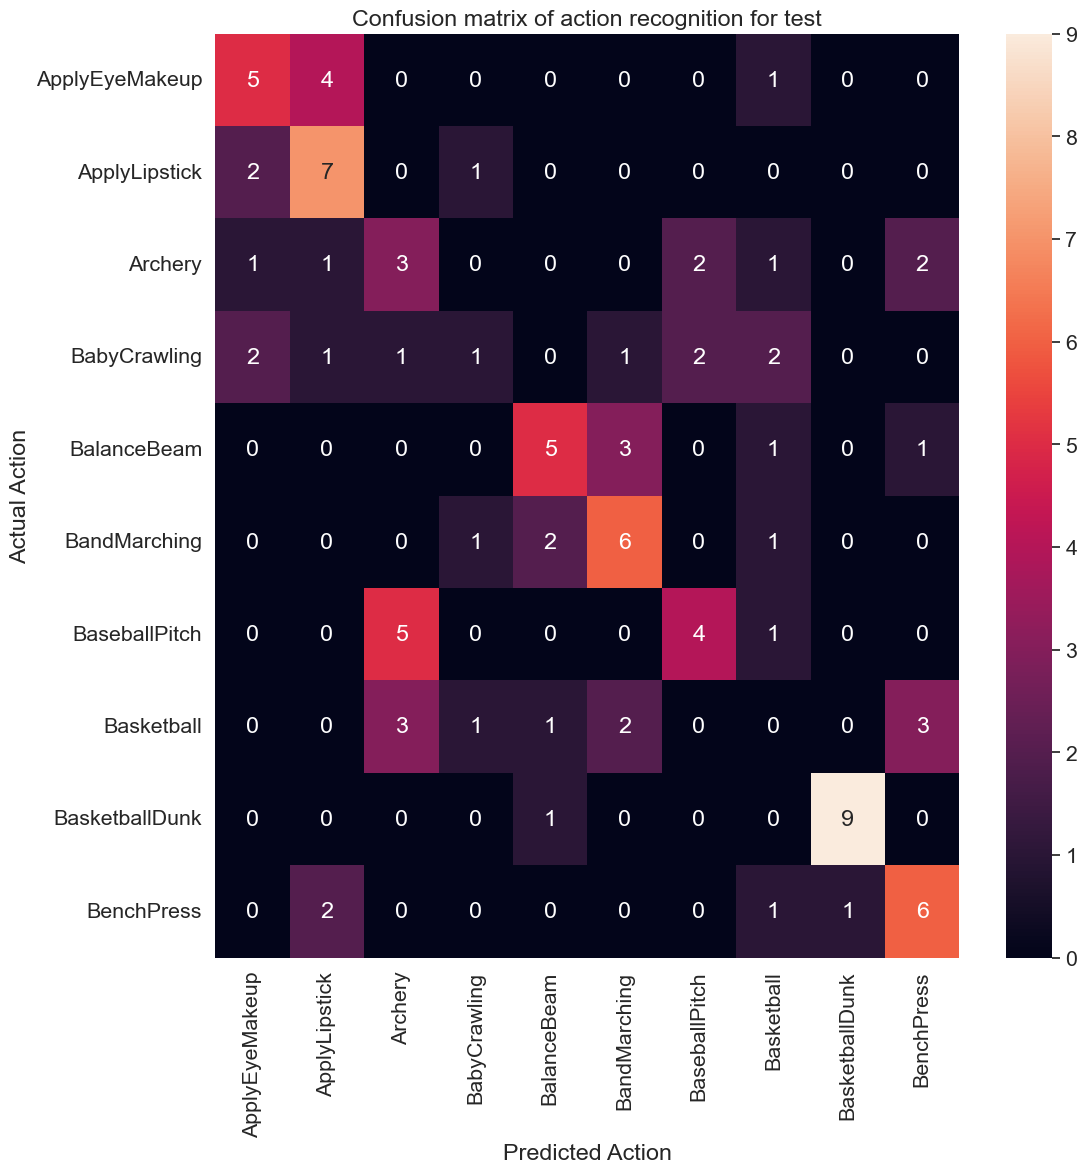 Confusion matrix of action recognition for test
ApplyEyeMakeup 5 4 0 0 0 0 0 1 0 0
ApplyLipstick 2 7 0 1 0 0 0 0 0 0
Archery 1 1 3 0 0 0 2 1 0 2
BabyCrawling 2 1 1 1 0 1 2 2 0 0
BalanceBeam 0 0 0 0 5 3 0 1 0 1
BandMarching 0 0 0 1 2 6 0 1 0 0
BaseballPitch 0 0 5 0 0 0 4 1 0 0
Basketball 0 0 3 1 1 2 0 0 0 3
BasketballDunk 0 0 0 0 1 0 0 0 9 0
BenchPress 0 2 0 0 0 0 0 1 1 6
Actual Action
ApplyEyeMakeup
ApplyLipstick
Archery
BabyCrawling
BalanceBeam
BandMarching
BaseballPitch
Basketball
BasketballDunk
BenchPress
Predicted Action
9
8
7
6
5
4
3
2
1
0